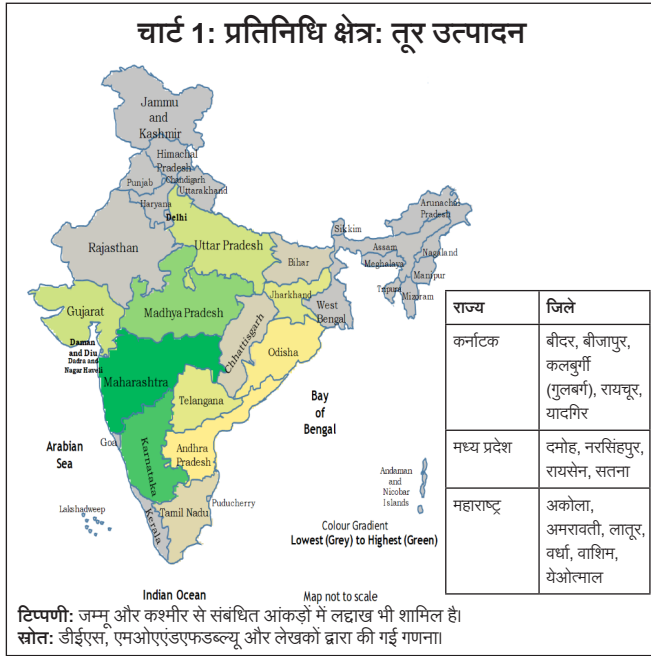 चार्ट 1: प्रतिनिधि क्षेत्र: तूर उत्पादन
Jammu
and
Kashmir
Himachal
Pradesh
Chandigarh
Punjab
Uttarakhand
Haryana
Delhi
Arunachal
Pradesh
Sikkim
Rajasthan
Uttar Pradesh
Assam
Nagaland
Bihar
Meghalaya
Manipur
Tripura
Mizoram
Gujarat
Madhya Pradesh
Jharkhand
West
Bengal
Chhattisgarh
Daman
and Diu
Dadra and
Nagar Haveli
Odisha
Maharashtra
Telangana
Bay
of
Bengal
Arabian
Sea
Goa
Karnataka
Andhra
Pradesh
Andaman
and
Nicobar
Islands
Lakshadweep
Kerala
Tamil Nadu
Puducherry
Colour Gradient
Lowest (Grey) to Highest (Green)
Indian Ocean
Map not to scale
राज्य जिले
कर्नाटक बीदर, बीजापुर,
कलबुर्गी
(गुलबर्ग), रायचूर,
यादगिर
मध्य प्रदेश दमोह, नरसिंहपुर,
रायसेन, सतना
महाराष्ट्र अकोला,
अमरावती, लातूर,
वर्धा, वाशिम,
येओत्माल
टिप्पणी: जम्मू और कश्मीर से संबंधित आंकड़ों में लद्दाख भी शामिल है।
स्रोत: डीईएस, एमओएएंडएफडब्ल्यू और लेखकों द्वारा की गई गणना।